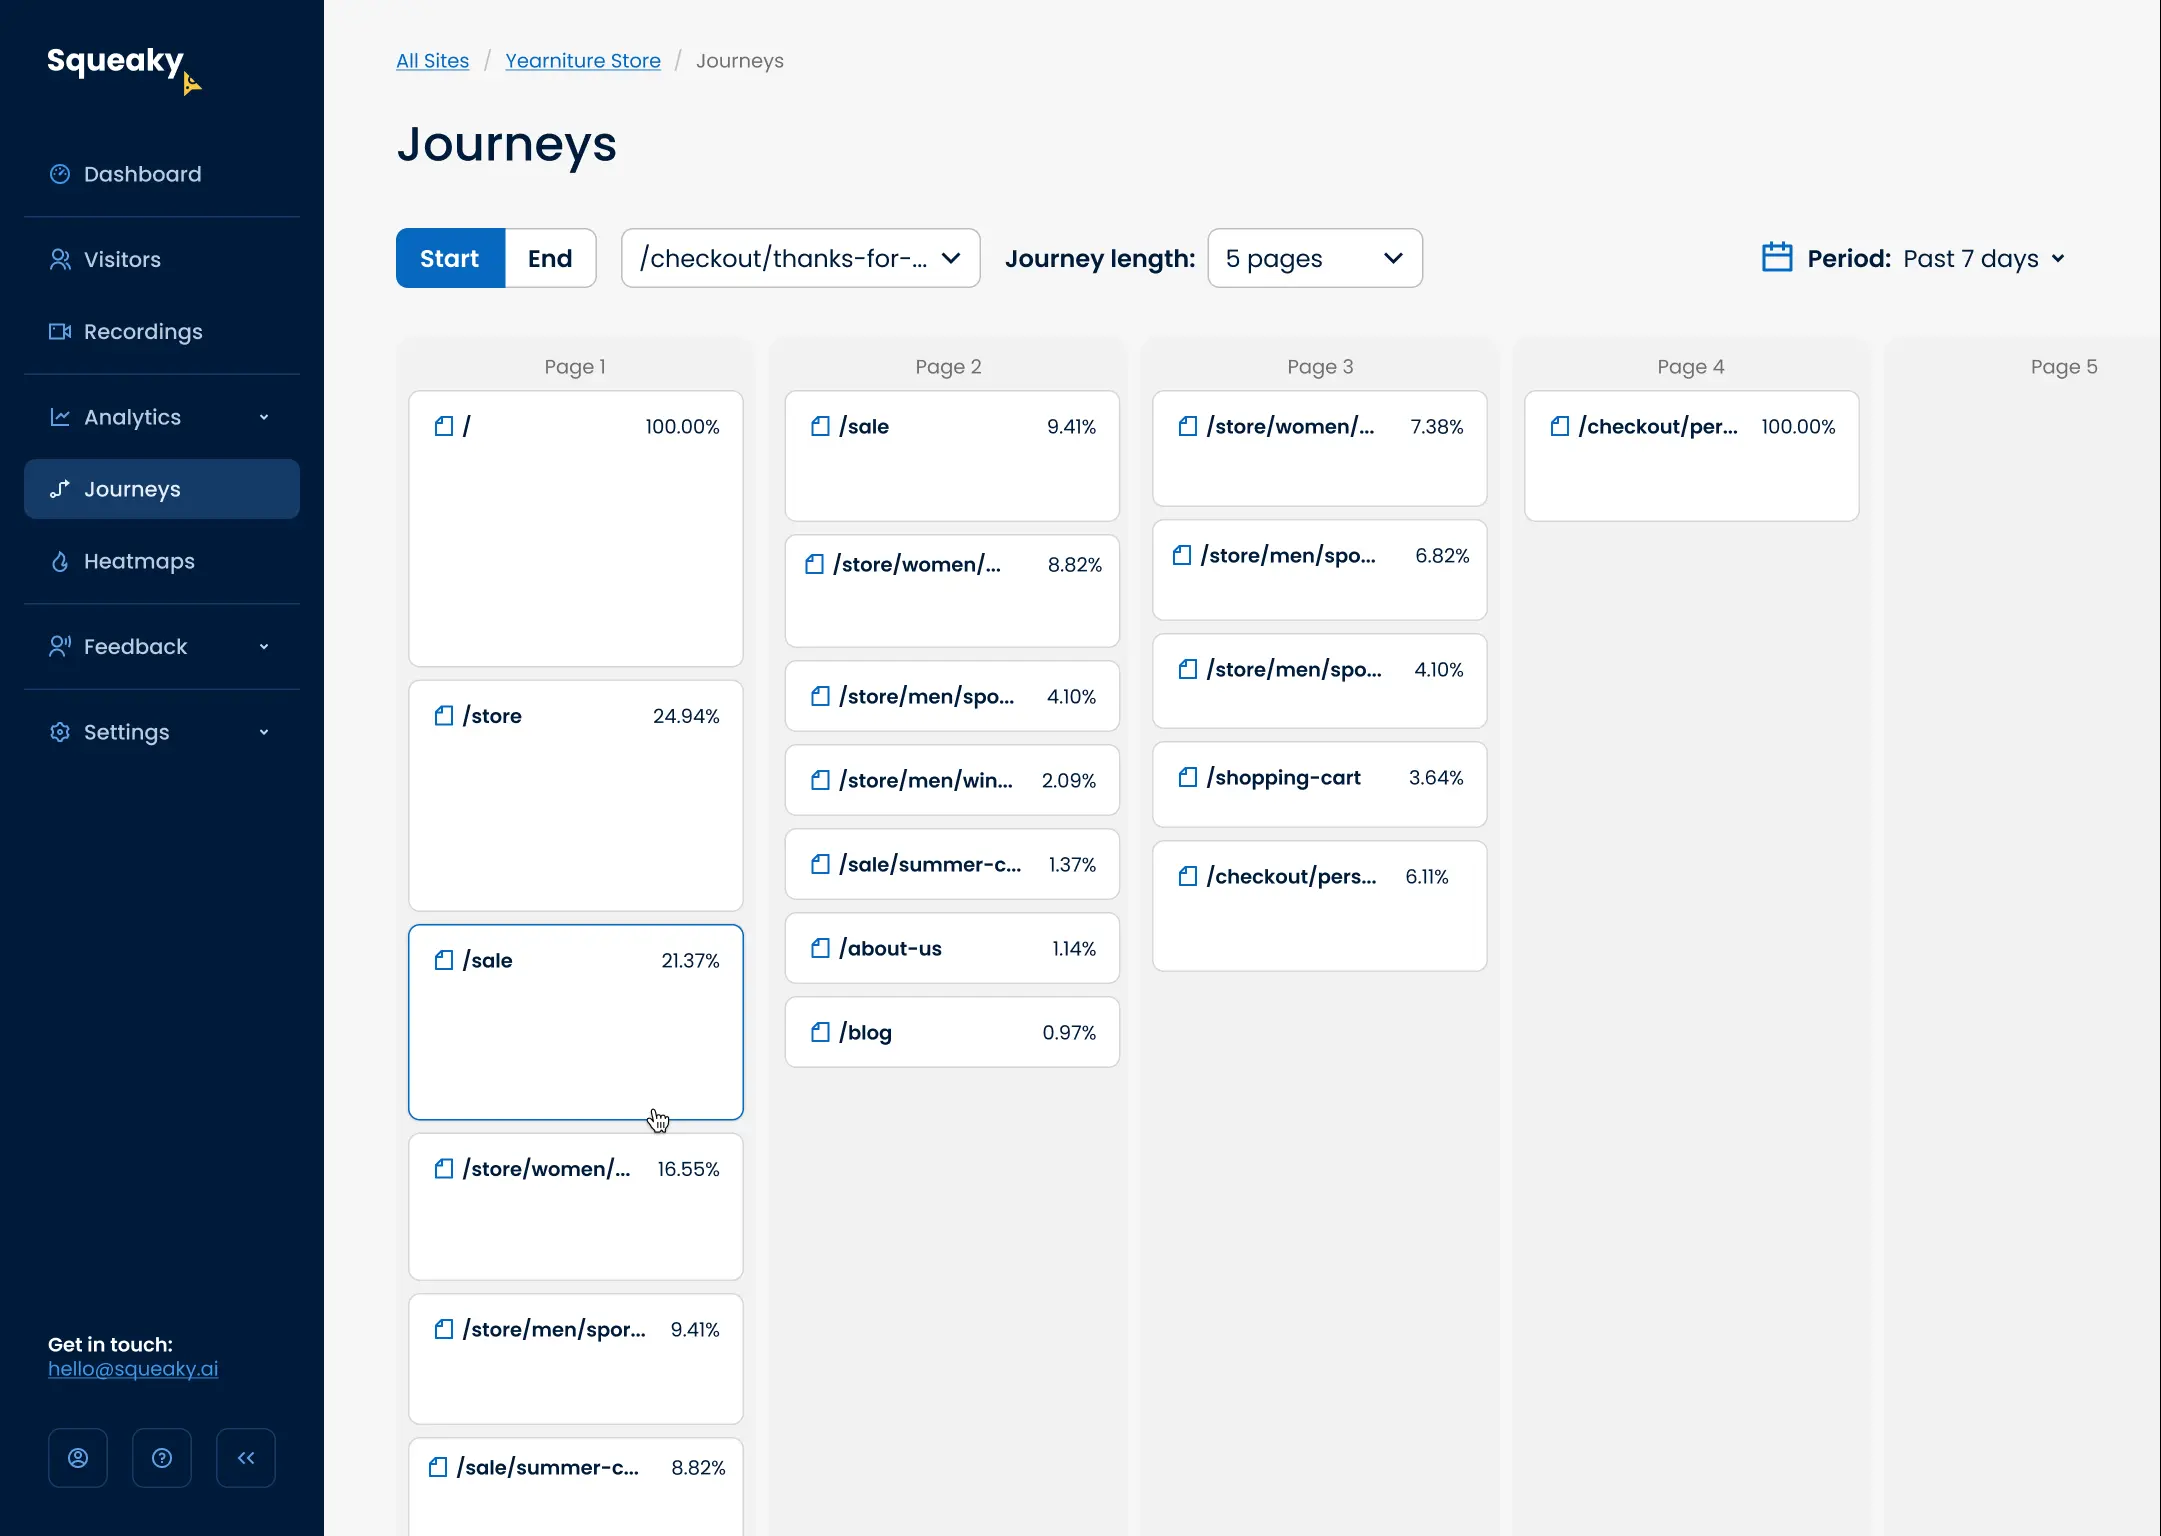 Squeaky
Dashboard
Visitors
Recordings
Analytics
Journeys
Heatmaps
Feedback
Settings
Get in touch:
hello@squeaky.ai
All Sites / Yearniture Store / Journeys
Journeys
Start End /checkout/thanks-for-... Journey length: 5 pages Period: Past 7 days
Page 1
/ 100.00%
/store 24.94%
/sale 21.37%
/store/women/... 16.55%
/store/men/spor... 9.41%
/sale/summer-c... 8.82%
Page 2
/sale 9.41%
/store/women/... 8.82%
/store/men/spo... 4.10%
/store/men/win... 2.09%
/sale/summer-c... 1.37%
/about-us 1.14%
/blog 0.97%
Page 3
/store/women/... 7.38%
/store/men/spo... 6.82%
/store/men/spo... 4.10%
/shopping-cart 3.64%
/checkout/pers... 6.11%
Page 4
/checkout/per... 100.00%
Page 5